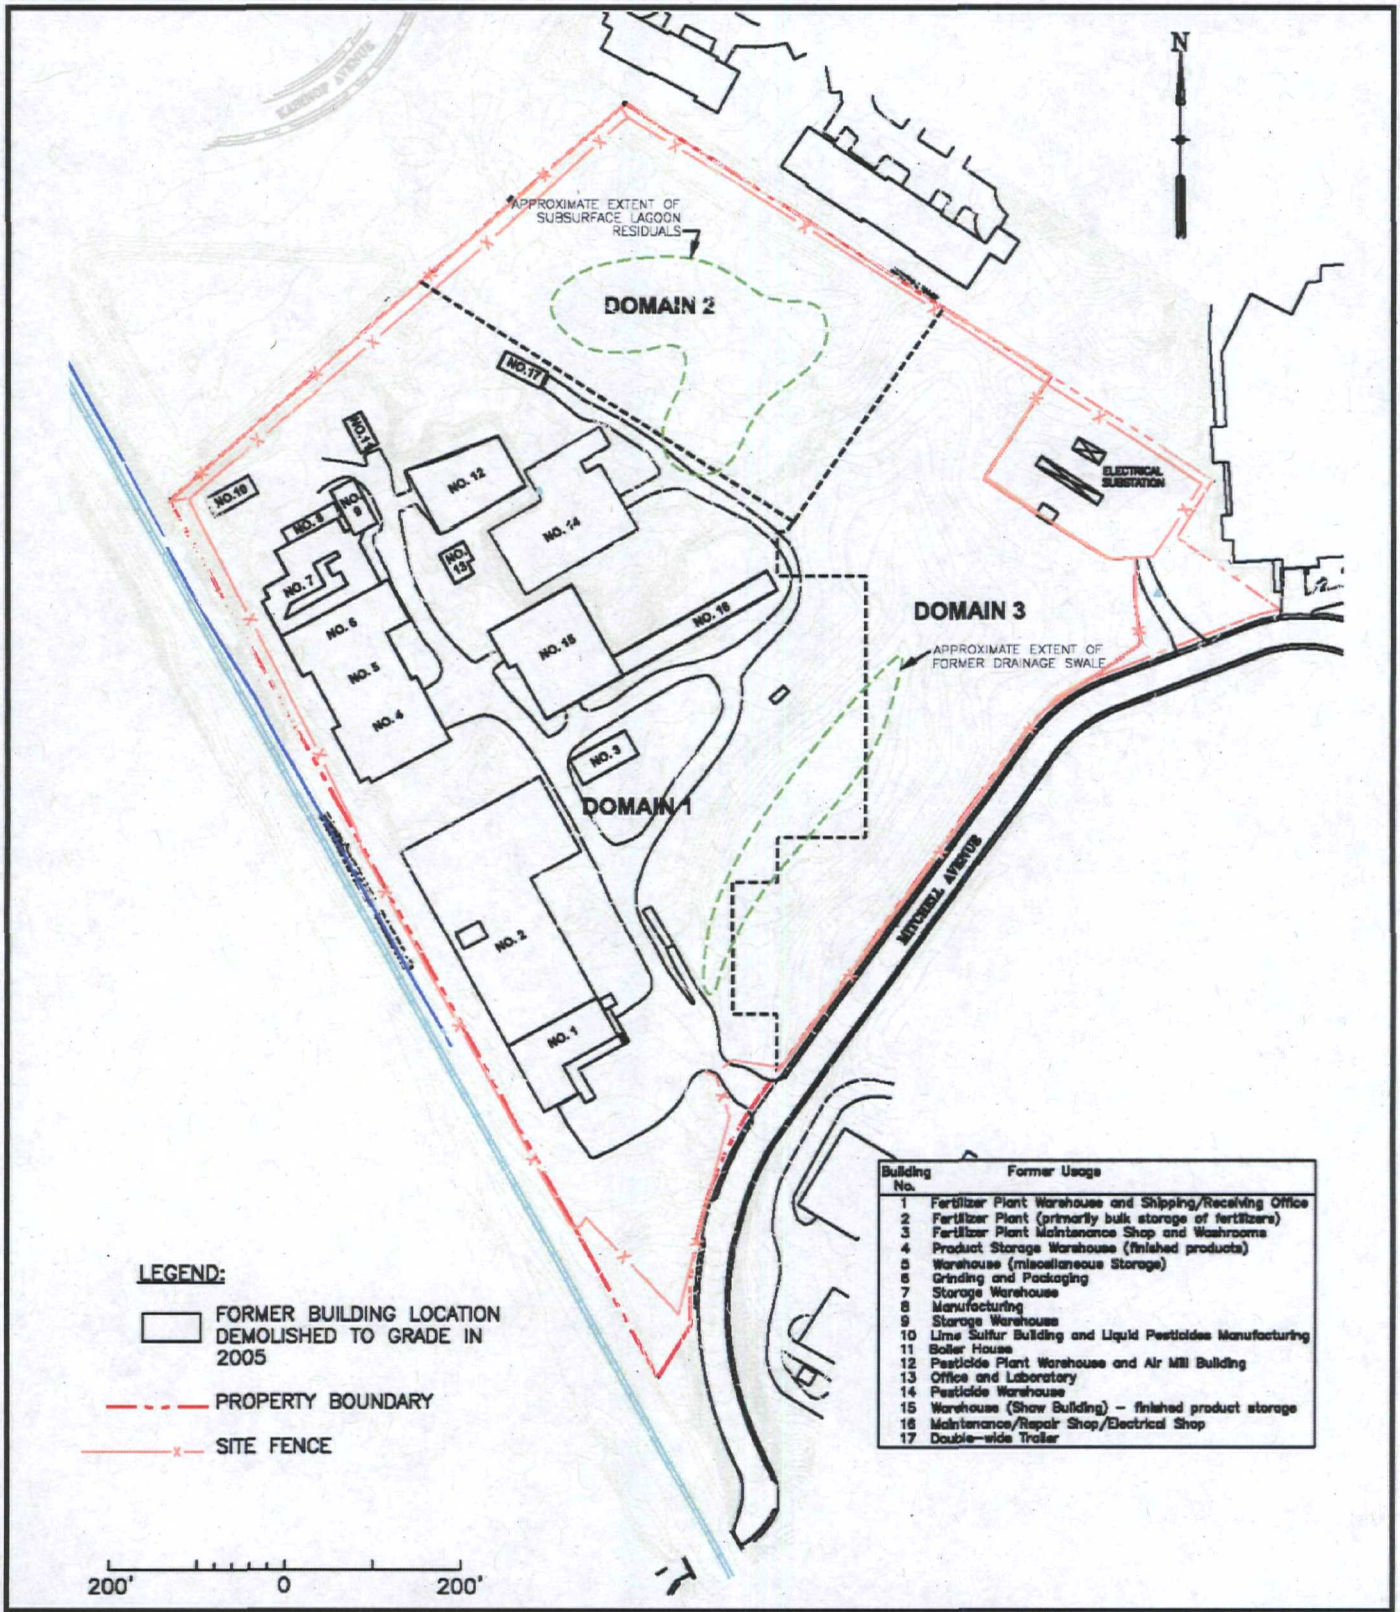 KARNOP AVENUE
N
APPROXIMATE EXTENT OF
SUBSURFACE LAGOON
RESIDUALS
DOMAIN 2
NO.17
NO.11
NO. 12
ELECTRICAL
SUBSTATION
NO.10
NO.
9
NO. 8
NO. 14
NO.
13
NO. 7
NO. 6
NO. 16
DOMAIN 3
NO. 15
APPROXIMATE EXTENT OF
FORMER DRAINAGE SWALE
NO. 5
NO. 4
NO. 3
DOMAIN 1
MITCHELL AVENUE
NO. 2
NO. 1
Building
No.
Former Usage
1 Fertilizer Plant Warehouse and Shipping/Receiving Office
2 Fertilizer Plant (primarily bulk storage of fertilizers)
3 Fertilizer Plant Maintenance Shop and Washrooms
4 Product Storage Warehouse (finished products)
5 Warehouse (miscellaneous Storage)
6 Grinding and Packaging
7 Storage Warehouse
8 Manufacturing
9 Storage Warehouse
10 Lime Sulfur Building and Liquid Pesticides Manufacturing
11 Boiler House
12 Pesticide Plant Warehouse and Air Mill Building
13 Office and Laboratory
14 Pesticide Warehouse
15 Warehouse (Shaw Building) – finished product storage
16 Maintenance/Repair Shop/Electrical Shop
17 Double-wide Trailer
LEGEND:
FORMER BUILDING LOCATION
DEMOLISHED TO GRADE IN
2005
PROPERTY BOUNDARY
SITE FENCE
200' 0 200'